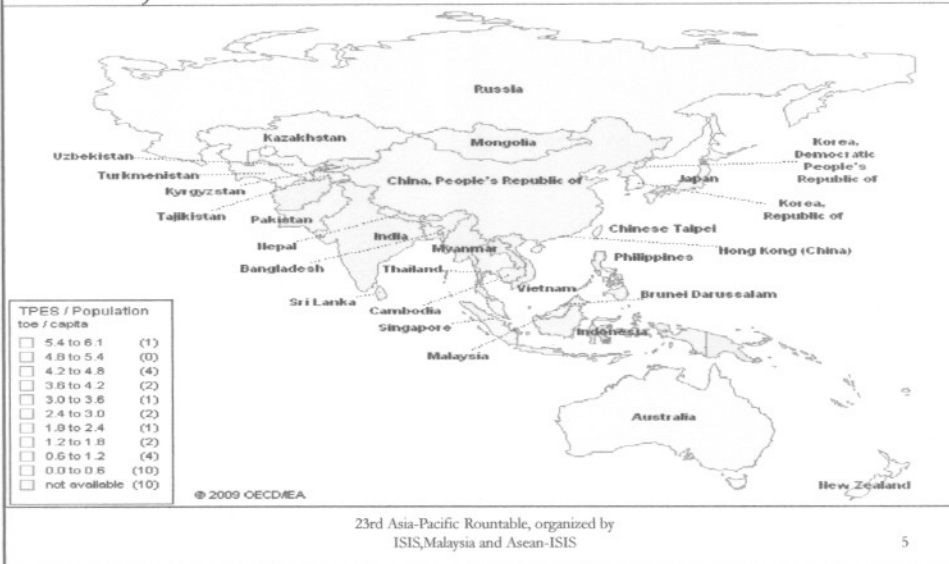 Russia
Kazakhstan
Mongolia
Uzbekistan
Turkmenistan
Kyrgyzstan
Tajikistan
China, People's Republic of
Korea,
Democratic
People's
Republic of
Japan
Korea,
Republic of
Pakistan
Nepal
India
Bangladesh
Myanmar
Chinese Taipei
Hong Kong (China)
Thailand
Philippines
Sri Lanka
Vietnam
Brunei Darussalam
Cambodia
Singapore
Indonesia
Malaysia
Australia
New Zealand
TPES / Population
toe / capita
5.4 to 6.1 (1)
4.8 to 5.4 (0)
4.2 to 4.8 (4)
3.6 to 4.2 (2)
3.0 to 3.6 (1)
2.4 to 3.0 (2)
1.8 to 2.4 (1)
1.2 to 1.8 (2)
0.6 to 1.2 (4)
0.0 to 0.6 (10)
not available (10)
© 2009 OECD/IEA
23rd Asia-Pacific Rountable, organized by
ISIS,Malaysia and Asean-ISIS
5